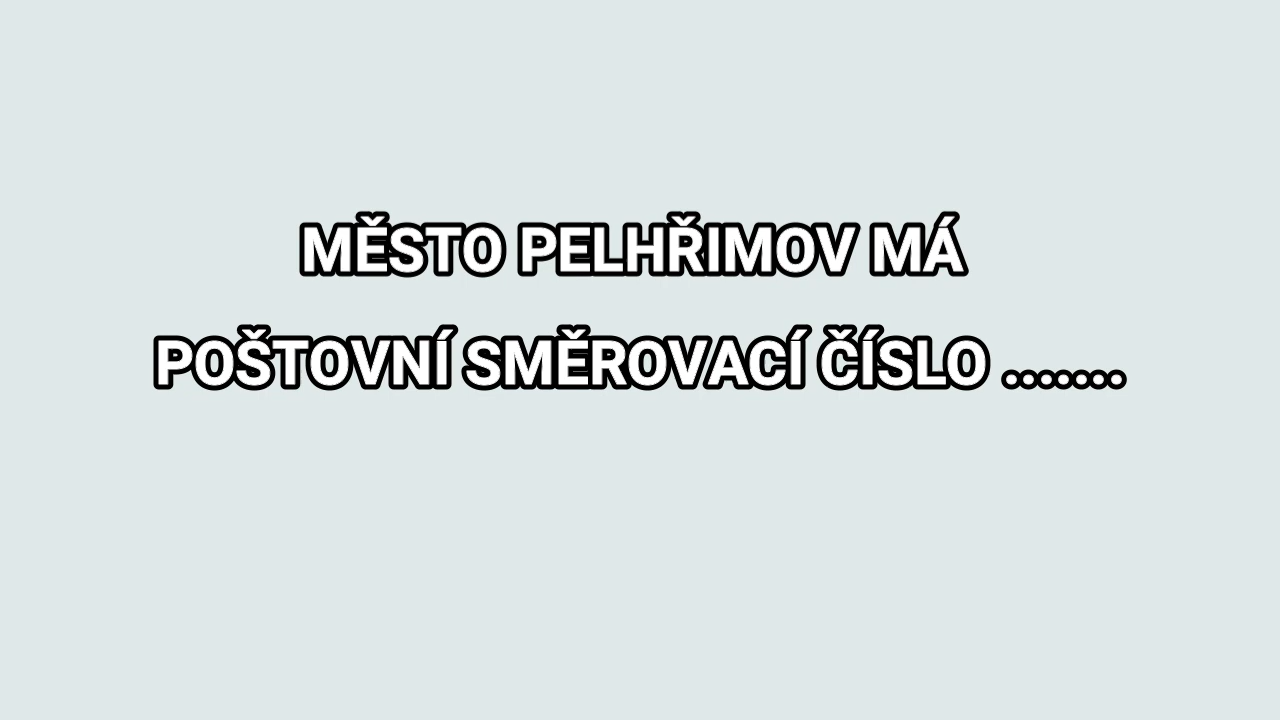 MĚSTO PELHŘIMOV MÁ
POŠTOVNÍ SMĚROVACÍ ČÍSLO .......